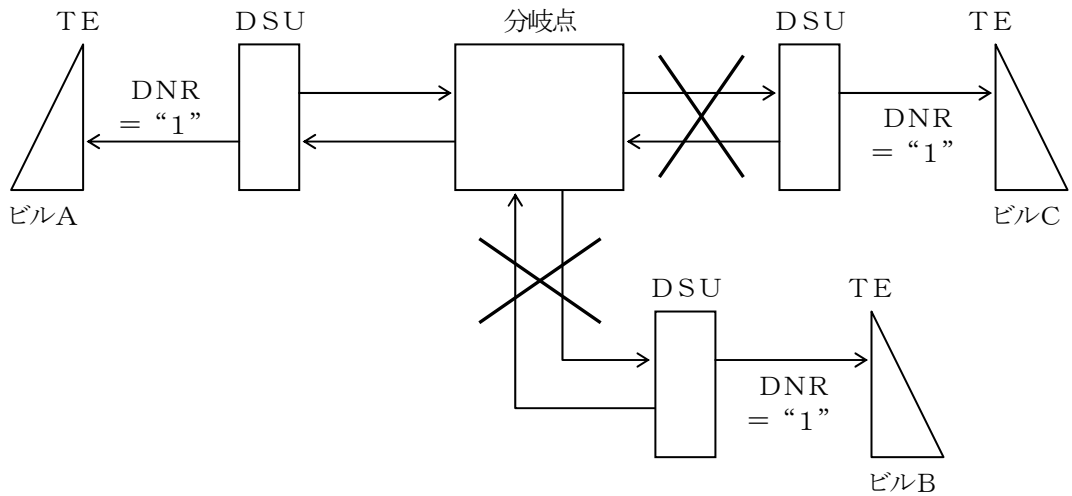 TE
DSU
分岐点
DSU
TE
DNR
=“1”
DNR
=“1”
ビルA
ビルC
DSU
TE
DNR
=“1”
ビルB